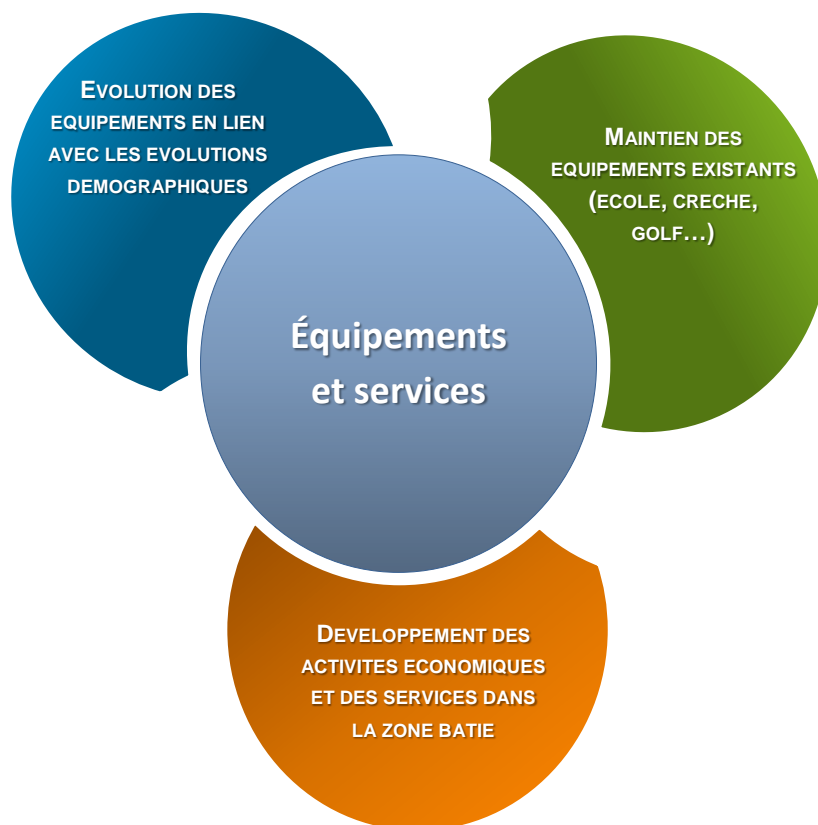 EVOLUTION DES
EQUIPEMENTS EN LIEN
AVEC LES EVOLUTIONS
DEMOGRAPHIQUES
MAINTIEN DES
EQUIPEMENTS EXISTANTS
(ECOLE, CRECHE,
GOLF…)
Équipements
et services
DEVELOPPEMENT DES
ACTIVITES ECONOMIQUES
ET DES SERVICES DANS
LA ZONE BATIE